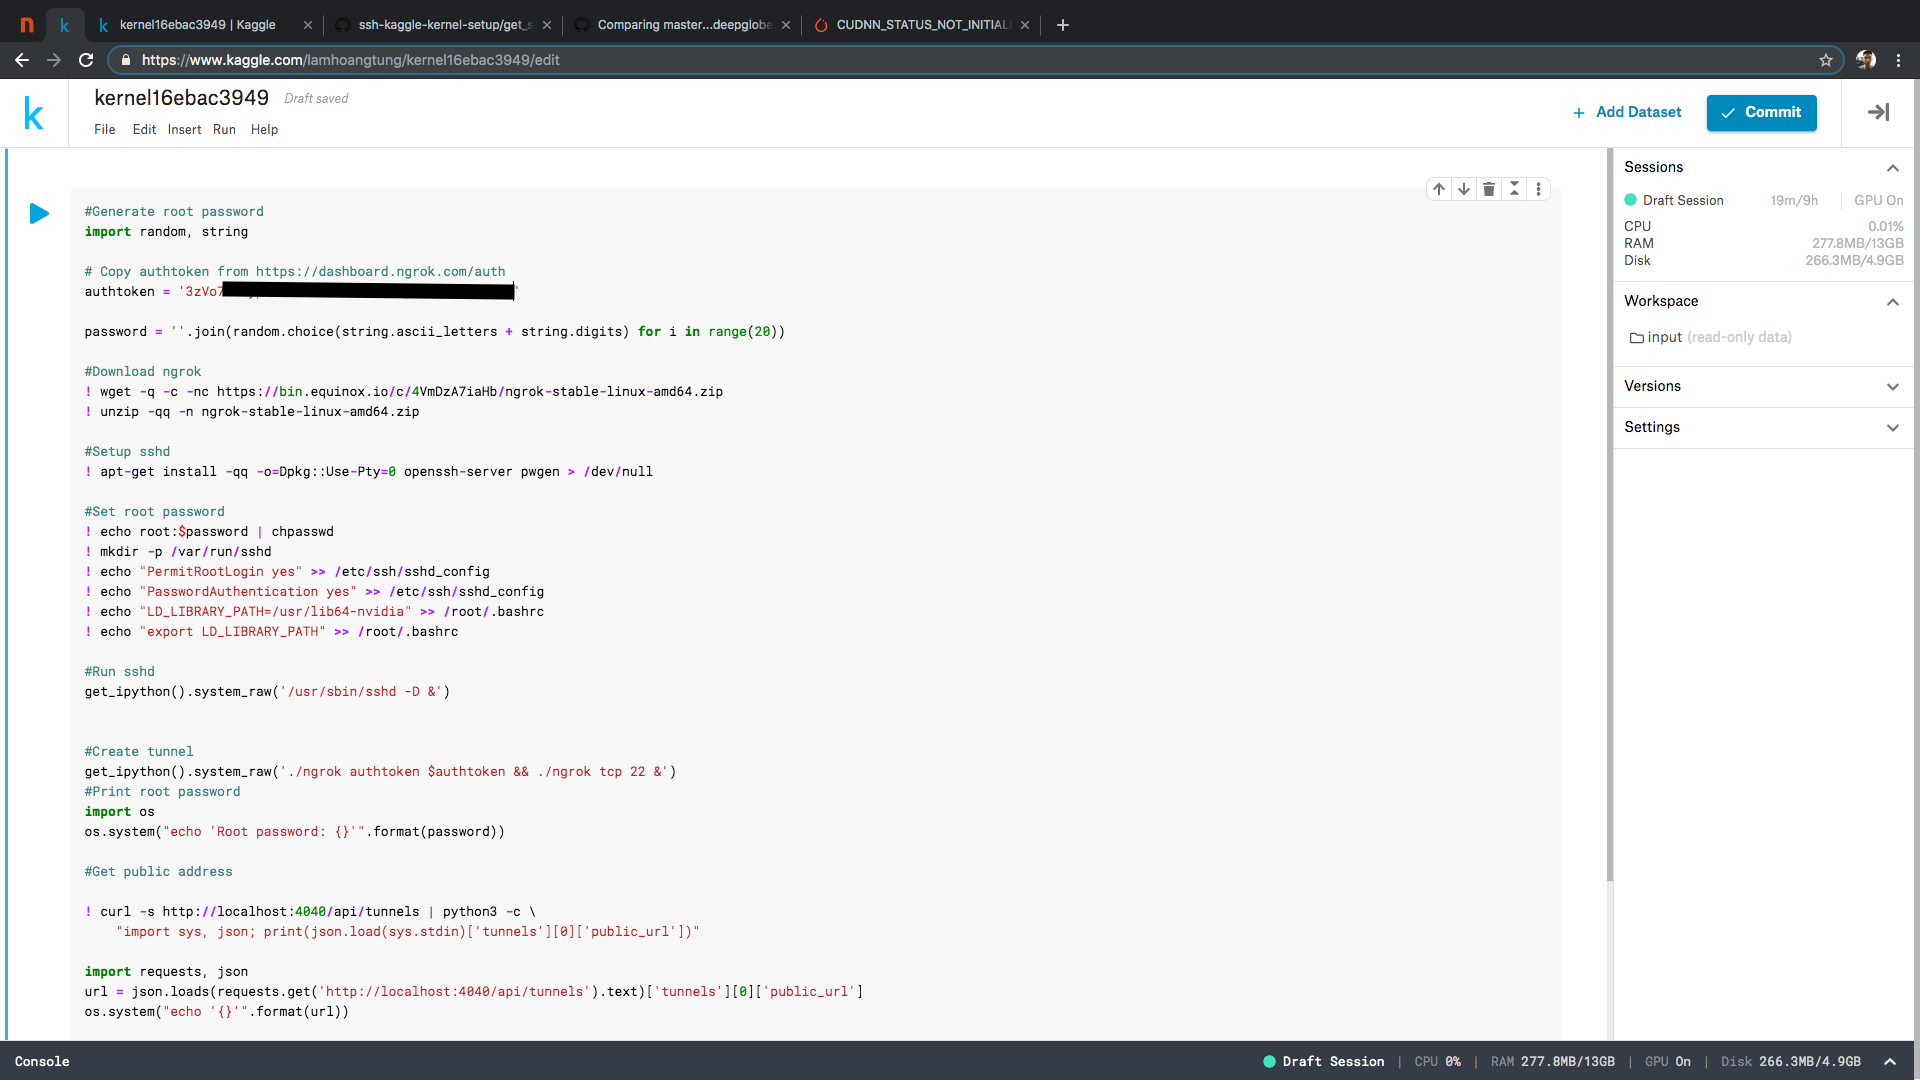 kernel16ebac3949 | Kaggle
ssh-kaggle-kernel-setup/get_s
Comparing master...deepglobe
CUDNN_STATUS_NOT_INITIAL
https://www.kaggle.com/lamhoangtung/kernel16ebac3949/edit
kernel16ebac3949 Draft saved
File Edit Insert Run Help
+ Add Dataset
Commit
#Generate root password
import random, string
# Copy authtoken from https://dashboard.ngrok.com/auth
authtoken = '3zVo7
password = ''.join(random.choice(string.ascii_letters + string.digits) for i in range(20))
#Download ngrok
! wget -q -c -nc https://bin.equinox.io/c/4VmDzA7iaHb/ngrok-stable-linux-amd64.zip
! unzip -qq -n ngrok-stable-linux-amd64.zip
#Setup sshd
! apt-get install -qq -o=Dpkg::Use-Pty=0 openssh-server pwgen > /dev/null
#Set root password
! echo root:$password | chpasswd
! mkdir -p /var/run/sshd
! echo "PermitRootLogin yes" >> /etc/ssh/sshd_config
! echo "PasswordAuthentication yes" >> /etc/ssh/sshd_config
! echo "LD_LIBRARY_PATH=/usr/lib64-nvidia" >> /root/.bashrc
! echo "export LD_LIBRARY_PATH" >> /root/.bashrc
#Run sshd
get_ipython().system_raw('/usr/sbin/sshd -D &')
#Create tunnel
get_ipython().system_raw('./ngrok authtoken $authtoken && ./ngrok tcp 22 &')
#Print root password
import os
os.system("echo 'Root password: {}'".format(password))
#Get public address
! curl -s http://localhost:4040/api/tunnels | python3 -c \
"import sys, json; print(json.load(sys.stdin)['tunnels'][0]['public_url'])"
import requests, json
url = json.loads(requests.get('http://localhost:4040/api/tunnels').text)['tunnels'][0]['public_url']
os.system("echo '{}'".format(url))
Sessions
Draft Session 19m/9h GPU On
CPU 0.01%
RAM 277.8MB/13GB
Disk 266.3MB/4.9GB
Workspace
input (read-only data)
Versions
Settings
Console
Draft Session | CPU 0% | RAM 277.8MB/13GB | GPU On | Disk 266.3MB/4.9GB